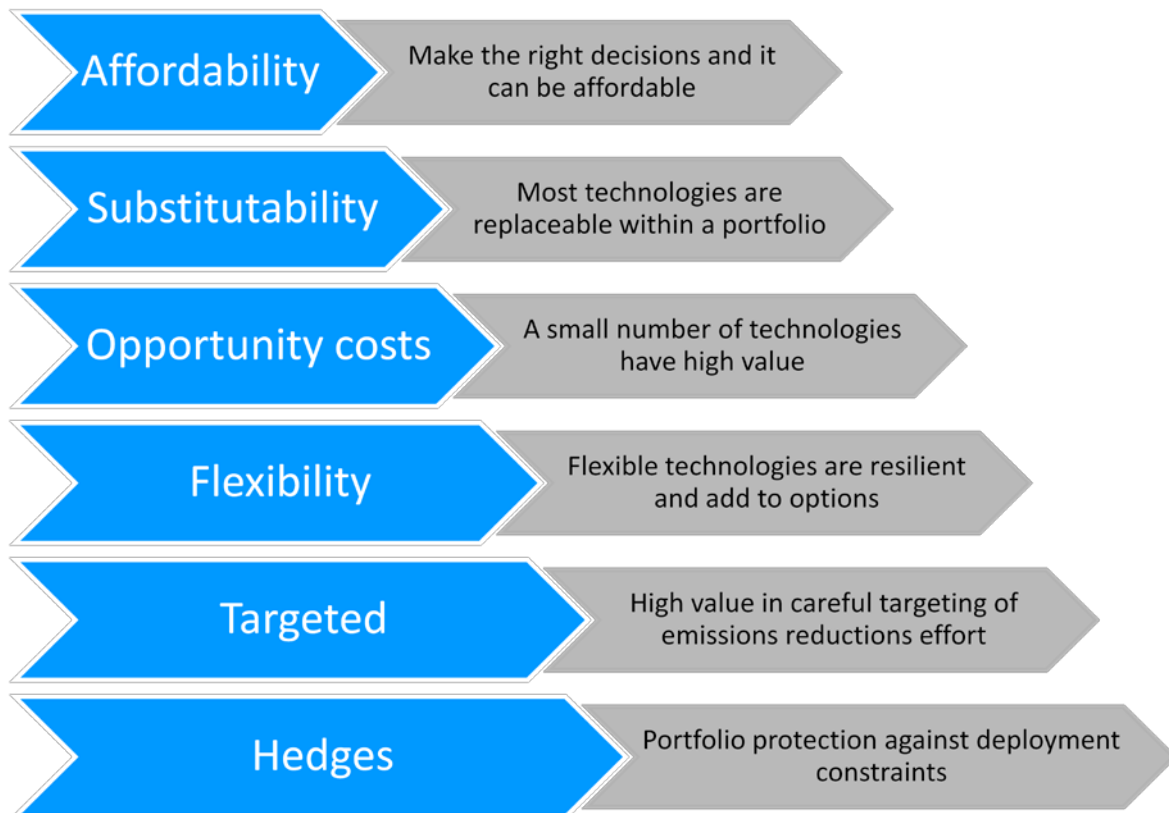 Affordability
Make the right decisions and it
can be affordable
Substitutability
Most technologies are
replaceable within a portfolio
Opportunity costs
A small number of technologies
have high value
Flexibility
Flexible technologies are resilient
and add to options
Targeted
High value in careful targeting of
emissions reductions effort
Hedges
Portfolio protection against deployment
constraints